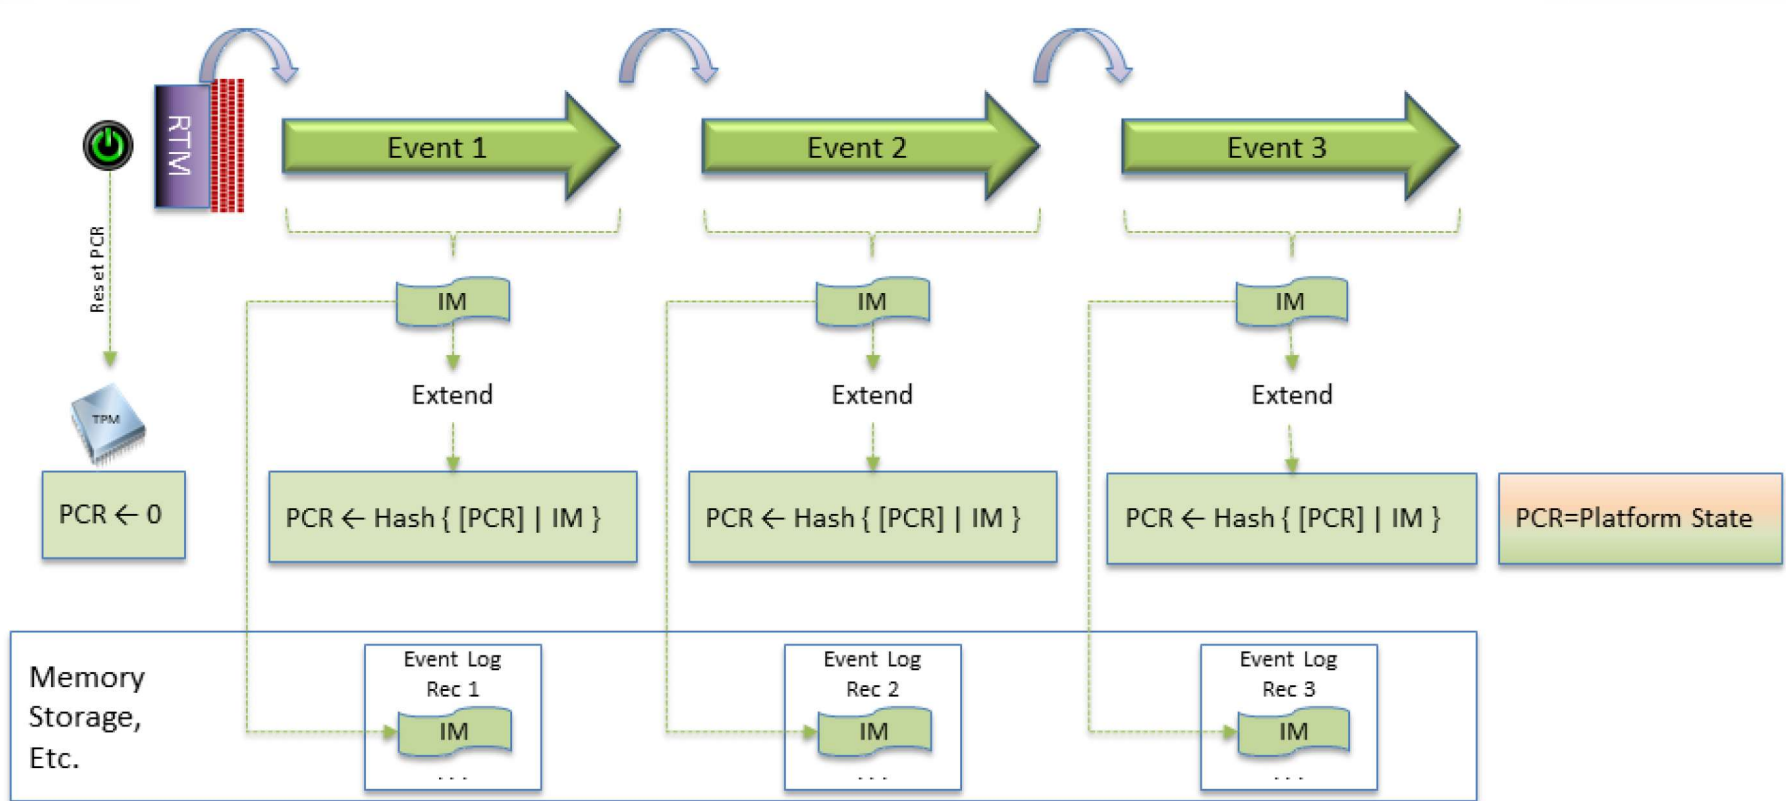 RTM
Event 1
Event 2
Event 3
Reset PCR
IM
IM
IM
Extend
Extend
Extend
TPM
PCR ← 0
PCR ← Hash { [PCR] | IM }
PCR ← Hash { [PCR] | IM }
PCR ← Hash { [PCR] | IM }
PCR=Platform State
Memory
Storage,
Etc.
Event Log
Rec 1
IM
...
Event Log
Rec 2
IM
...
Event Log
Rec 3
IM
...